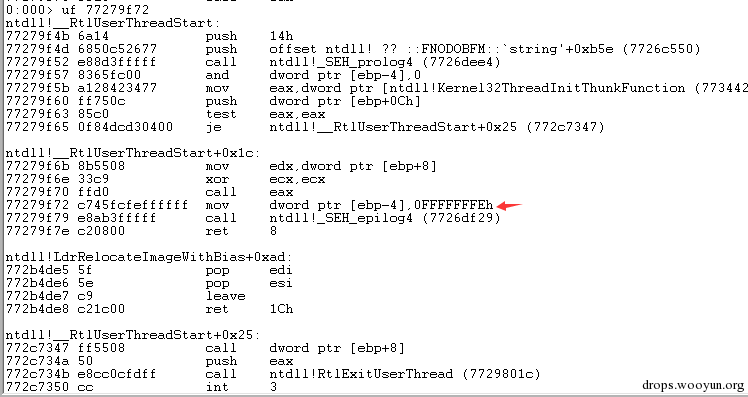 0:000> uf 77279f72
ntdll!__RtlUserThreadStart:
77279f4b 6a14 push 14h
77279f4d 6850c52677 push offset ntdll! ?? ::FNODOBFM::`string'+0xb5e (7726c550)
77279f52 e88d3fffff call ntdll!_SEH_prolog4 (7726dee4)
77279f57 8365fc00 and dword ptr [ebp-4],0
77279f5b a128423477 mov eax,dword ptr [ntdll!Kernel32ThreadInitThunkFunction (773442
77279f60 ff750c push dword ptr [ebp+0Ch]
77279f63 85c0 test eax,eax
77279f65 0f84dcd30400 je ntdll!__RtlUserThreadStart+0x25 (772c7347)
ntdll!__RtlUserThreadStart+0x1c:
77279f6b 8b5508 mov edx,dword ptr [ebp+8]
77279f6e 33c9 xor ecx,ecx
77279f70 ffd0 call eax
77279f72 c745fcfeffffff mov dword ptr [ebp-4],0FFFFFFFEh
77279f79 e8ab3fffff call ntdll!_SEH_epilog4 (7726df29)
77279f7e c20800 ret 8
ntdll!LdrRelocateImageWithBias+0xad:
772b4de5 5f pop edi
772b4de6 5e pop esi
772b4de7 c9 leave
772b4de8 c21c00 ret 1Ch
ntdll!__RtlUserThreadStart+0x25:
772c7347 ff5508 call dword ptr [ebp+8]
772c734a 50 push eax
772c734b e8cc0cfdff call ntdll!RtlExitUserThread (7729801c)
772c7350 cc int 3
drops.wooyun.org